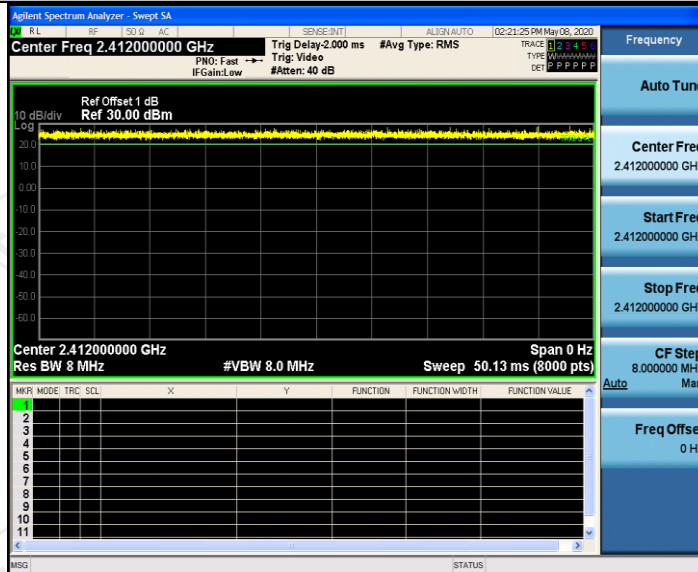 Agilent Spectrum Analyzer - Swept SA
RL RF 50 Ω AC SENSE:INT ALIGN AUTO 02:21:25 PM May 08, 2020
Center Freq 2.412000000 GHz Trig Delay-2.000 ms #Avg Type: RMS TRACE 1 2 3 4 5 6
PNO: Fast Trig: Video TYPE
IFGain:Low #Atten: 40 dB DET P P P P P P
Ref Offset 1 dB
10 dB/div Ref 30.00 dBm
Log
20.0
10.0
0.00
-10.0
-20.0
-30.0
-40.0
-50.0
-60.0
Center 2.412000000 GHz Span 0 Hz
Res BW 8 MHz #VBW 8.0 MHz Sweep 50.13 ms (8000 pts)
MKR MODE TRC SCL X Y FUNCTION FUNCTION WIDTH FUNCTION VALUE
1
2
3
4
5
6
7
8
9
10
11
MSG STATUS
Frequency
Auto Tun
Center Fre
2.412000000 GH
Start Fre
2.412000000 GH
Stop Fre
2.412000000 GH
CF Step
8.000000 MH
Auto Ma
Freq Offse
0 H